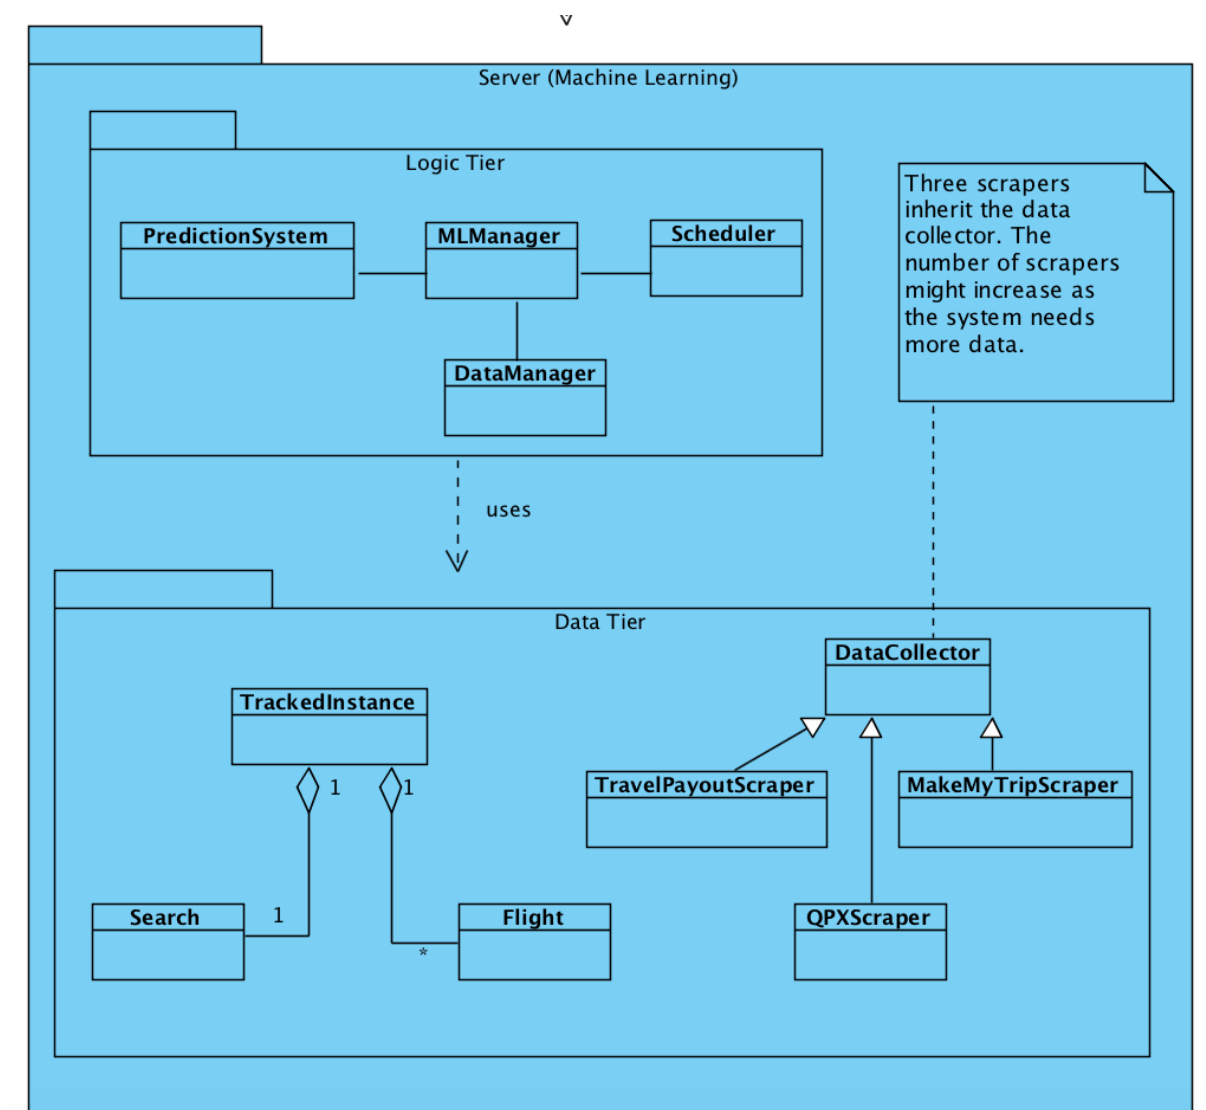 Server (Machine Learning)
Logic Tier
PredictionSystem
MLManager
Scheduler
DataManager
Three scrapers
inherit the data
collector. The
number of scrapers
might increase as
the system needs
more data.
uses
Data Tier
DataCollector
TrackedInstance
1
1
TravelPayoutScraper
MakeMyTripScraper
Search
1
*
Flight
QPXScraper